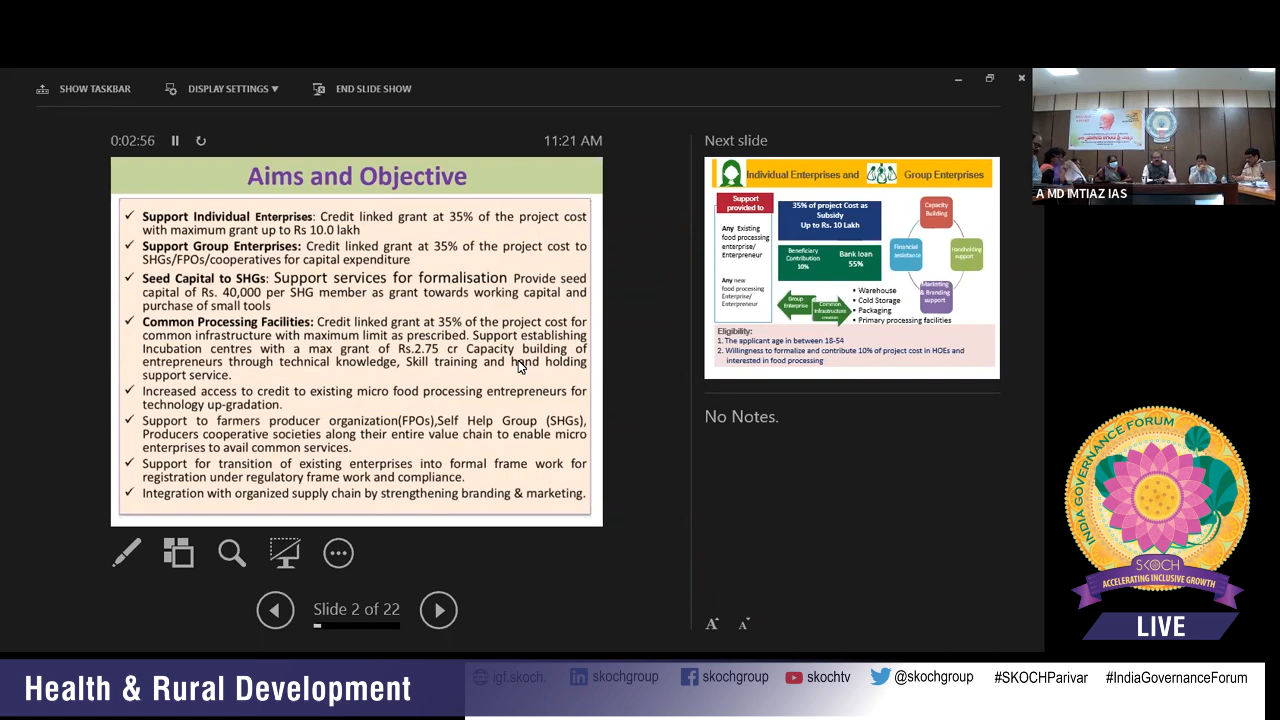 SHOW TASKBAR
DISPLAY SETTINGS ▼
END SLIDE SHOW
0:02:56
11:21 AM
Aims and Objective
✓ Support Individual Enterprises: Credit linked grant at 35% of the project cost
with maximum grant up to Rs 10.0 lakh
✓ Support Group Enterprises: Credit linked grant at 35% of the project cost to
SHGs/FPOs/cooperatives for capital expenditure
✓ Seed Capital to SHGs: Support services for formalisation Provide seed
capital of Rs. 40,000 per SHG member as grant towards working capital and
purchase of small tools
Common Processing Facilities: Credit linked grant at 35% of the project cost for
common infrastructure with maximum limit as prescribed. Support establishing
Incubation centres with a max grant of Rs.2.75 cr Capacity building of
entrepreneurs through technical knowledge, Skill training and hand holding
support service.
✓ Increased access to credit to existing micro food processing entrepreneurs for
technology up-gradation.
✓ Support to farmers producer organization(FPOs),Self Help Group (SHGs),
Producers cooperative societies along their entire value chain to enable micro
enterprises to avail common services.
✓ Support for transition of existing enterprises into formal frame work for
registration under regulatory frame work and compliance.
✓ Integration with organized supply chain by strengthening branding & marketing.
Slide 2 of 22
Next slide
Individual Enterprises and Group Enterprises
Support
provided to
Any Existing
food processing
enterprise/
Enterpreneur
Any new
food processing
Enterprise/
Enterpreneur
35% of project Cost as
Subsidy
Up to Rs. 10 Lakh
Beneficiary
Contribution
10%
Bank loan
55%
Group
Enterprise
Common
Infrastructure
creation
Capacity
Building
Financial
assistance
Handholding
support
Marketing
& Branding
support
• Warehouse
• Cold Storage
• Packaging
• Primary processing facilities
Eligibility:
1. The applicant age in between 18-54
2. Willingness to formalize and contribute 10% of project cost in HOEs and
interested in food processing
No Notes.
A MD IMTIAZ IAS
INDIA GOVERNANCE FORUM
SKOCH
ACCELERATING INCLUSIVE GROWTH
LIVE
Health & Rural Development
igf.skoch.
skochgroup
skochgroup
skochtv
@skochgroup
#SKOCHParivar
#IndiaGovernanceForum